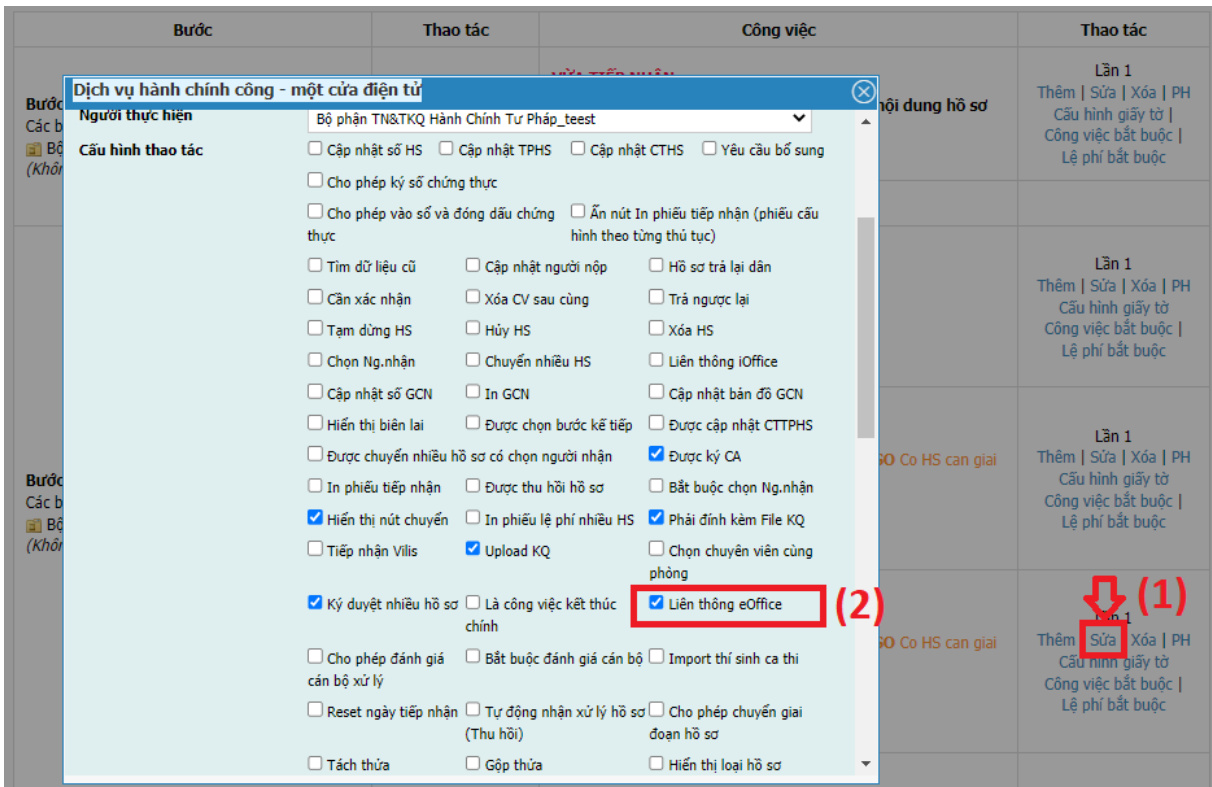 Bước Thao tác Công việc Thao tác
Lần 1
Thêm | Sửa | Xóa | PH
Cấu hình giấy tờ |
Công việc bắt buộc |
Lệ phí bắt buộc
nội dung hồ sơ
Bước
Các b
Bộ
(Khôn
Dịch vụ hành chính công - một cửa điện tử
Người thực hiện Bộ phận TN&TKQ Hành Chính Tư Pháp_teest
Cấu hình thao tác Cập nhật số HS Cập nhật TPHS Cập nhật CTHS Yêu cầu bổ sung
Cho phép ký số chứng thực
Cho phép vào sổ và đóng dấu chứng Ẩn nút In phiếu tiếp nhận (phiếu cấu
thực hình theo từng thủ tục)
Tìm dữ liệu cũ Cập nhật người nộp Hồ sơ trả lại dân
Cần xác nhận Xóa CV sau cùng Trả ngược lại
Tạm dừng HS Hủy HS Xóa HS
Chọn Ng.nhận Chuyển nhiều HS Liên thông iOffice
Cập nhật số GCN In GCN Cập nhật bản đồ GCN
Hiển thị biên lai Được chọn bước kế tiếp Được cập nhật CTTPHS
Được chuyển nhiều hồ sơ có chọn người nhận Được ký CA
In phiếu tiếp nhận Được thu hồi hồ sơ Bắt buộc chọn Ng.nhận
Hiển thị nút chuyển In phiếu lệ phí nhiều HS Phải đính kèm File KQ
Tiếp nhận Vilis Upload KQ Chọn chuyên viên cùng
phòng
Ký duyệt nhiều hồ sơ Là công việc kết thúc Liên thông eOffice (2)
chính
Cho phép đánh giá Bắt buộc đánh giá cán bộ Import thí sinh ca thi
cán bộ xử lý
Reset ngày tiếp nhận Tự động nhận xử lý hồ sơ Cho phép chuyển giai
(Thu hồi) đoạn hồ sơ
Tách thửa Gộp thửa Hiển thị loại hồ sơ
Lần 1
Thêm | Sửa | Xóa | PH
Cấu hình giấy tờ
Công việc bắt buộc |
Lệ phí bắt buộc
Bước
Các b
Bộ
(Khôn
SO Co HS can giai
Lần 1
Thêm | Sửa | Xóa | PH
Cấu hình giấy tờ
Công việc bắt buộc |
Lệ phí bắt buộc
SO Co HS can giai
(1)
Lần 1
Thêm | Sửa | Xóa | PH
Cấu hình giấy tờ
Công việc bắt buộc |
Lệ phí bắt buộc